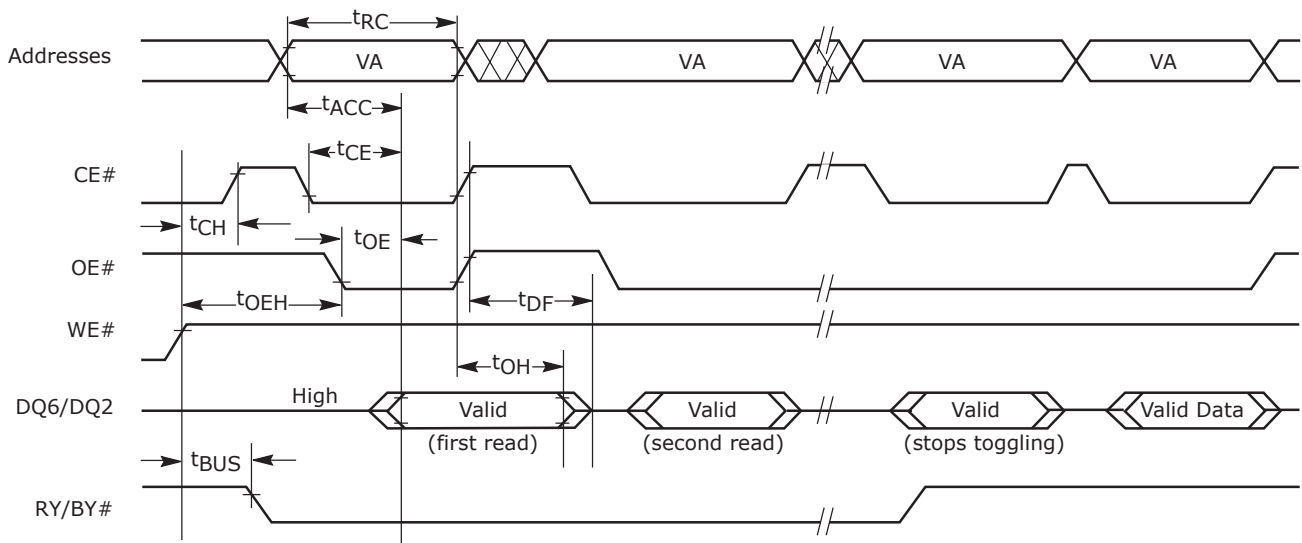 tRC
Addresses VA VA VA VA
tACC
tCE
CE#
tCH
tOE
OE#
tOEH tDF
WE#
tOH
DQ6/DQ2 High Valid Valid Valid Valid Data
(first read) (second read) (stops toggling)
tBUS
RY/BY#